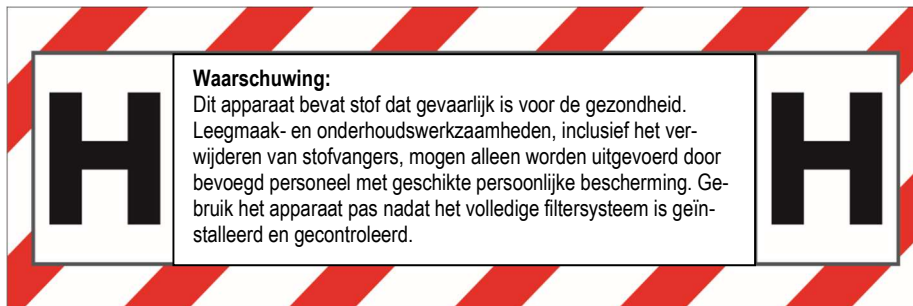 H
Waarschuwing:
Dit apparaat bevat stof dat gevaarlijk is voor de gezondheid.
Leegmaak- en onderhoudswerkzaamheden, inclusief het ver-
wijderen van stofvangers, mogen alleen worden uitgevoerd door
bevoegd personeel met geschikte persoonlijke bescherming. Ge-
bruik het apparaat pas nadat het volledige filtersysteem is geïn-
stalleerd en gecontroleerd.
H